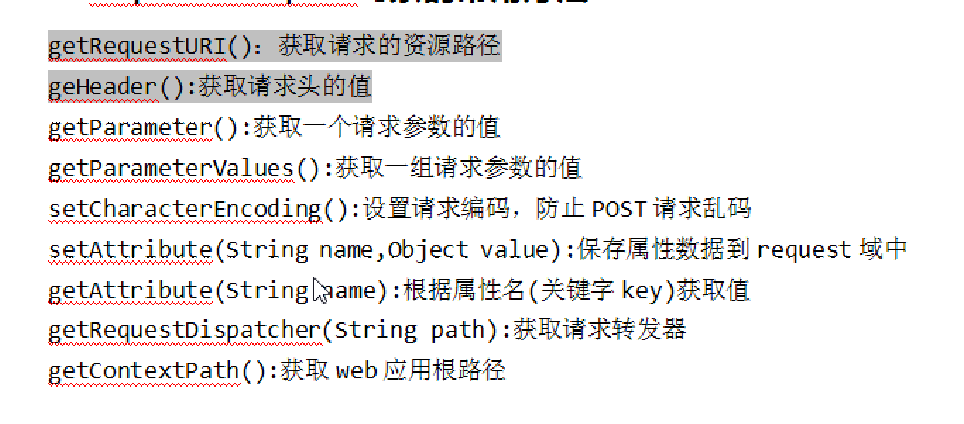 getRequestURI()：获取请求的资源路径
geHeader():获取请求头的值
getParameter():获取一个请求参数的值
getParameterValues():获取一组请求参数的值
setCharacterEncoding():设置请求编码，防止 POST 请求乱码
setAttribute(String name,Object value):保存属性数据到 request 域中
getAttribute(String name):根据属性名(关键字 key)获取值
getRequestDispatcher(String path):获取请求转发器
getContextPath():获取 web 应用根路径